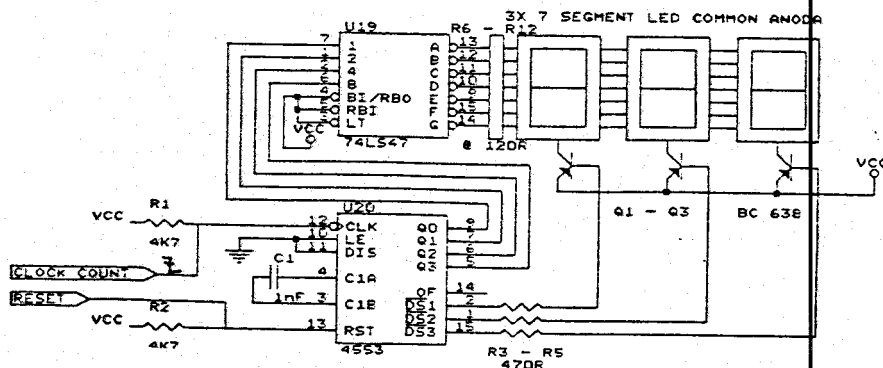 3X 7 SEGMENT LED COMMON ANODA
U19
R6 - R12
7 1 A 13
2 B 12
4 C 11
8 D 10
BI/RBO E
RBI F 15
LT G 14
VCC
74LS47
@ 120R
VCC
R1
VCC
4K7
U20
Q1 - Q3
BC 638
12 CLK Q0 9
10 LE Q1 7
11 DIS Q2 6
Q3 5
CLOCK COUNT
C1
4 C1A
1nF 3 C1B
OF 14
RESET
DS1 2
R2
DS2 1
VCC
13 RST DS3 15
4K7
4553
R3 - R5
470R